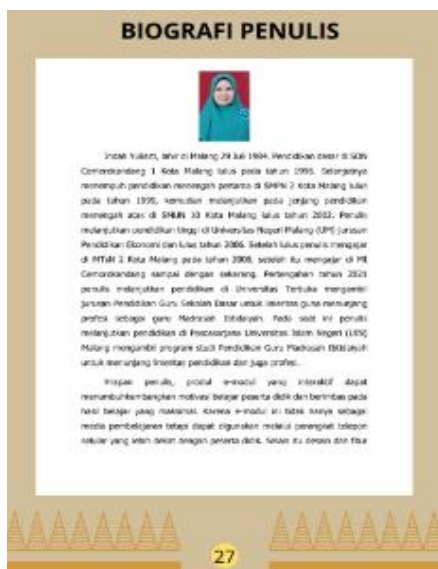 BIOGRAFI PENULIS
Indah Yuliarti, lahir di Malang 29 Juli 1984. Pendidikan dasar di SDN
Cemorokandang 1 Kota Malang lulus pada tahun 1996. Selanjutnya
menempuh pendidikan menengah pertama di SMPN 2 Kota Malang lulus
pada tahun 1999, kemudian melanjutkan pada jenjang pendidikan
menengah atas di SMUN 10 Kota Malang lulus tahun 2002. Penulis
melanjutkan pendidikan tinggi di Universitas Negeri Malang (UM) Jurusan
Pendidikan Ekonomi dan lulus tahun 2006. Setelah lulus penulis mengajar
di MTsN 2 Kota Malang pada tahun 2008, setelah itu mengajar di MI
Cemorokandang sampai dengan sekarang. Pertengahan tahun 2021
penulis melanjutkan pendidikan di Universitas Terbuka mengambil
jurusan Pendidikan Guru Sekolah Dasar untuk linieritas guna menunjang
profesi sebagai guru Madrasah Ibtidaiyah. Pada saat ini penulis
melanjutkan pendidikan di Pascasarjana Universitas Islam Negeri (UIN)
Malang mengambil program studi Pendidikan Guru Madrasah Ibtidaiyah
untuk menunjang linieritas pendidikan dan juga profesi.
Harapan penulis, produl e-modul yang interaktif dapat
menumbuhkembangkan motivasi belajar peserta didik dan berimbas pada
hasil belajar yang maksimal. Karena e-modul ini tidak hanya sebagai
media pembelajaran tetapi dapat digunakan melalui perangkat telepon
seluler yang lebih dekat dengan peserta didik. Selain itu desain dan fitur
27